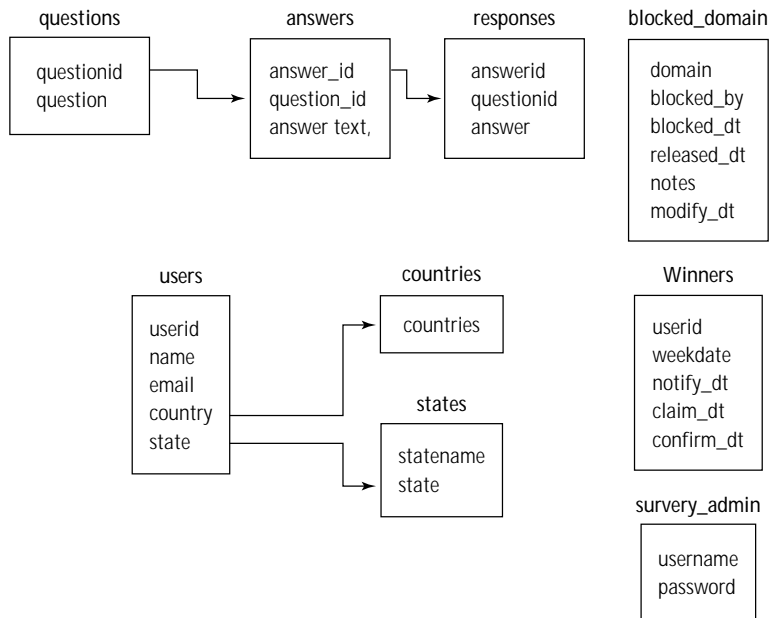 questions
questionid
question
answers
answer_id
question_id
answer text,
responses
answerid
questionid
answer
blocked_domain
domain
blocked_by
blocked_dt
released_dt
notes
modify_dt
users
userid
name
email
country
state
countries
countries
states
statename
state
Winners
userid
weekdate
notify_dt
claim_dt
confirm_dt
survery_admin
username
password